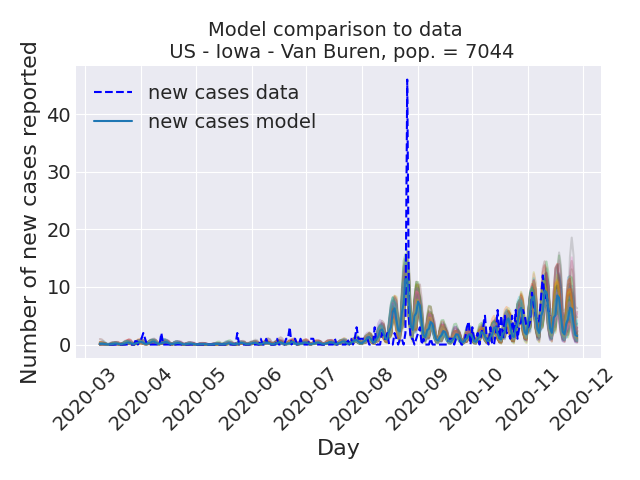 Model comparison to data
US - Iowa - Van Buren, pop. = 7044
Number of new cases reported
40
30
20
10
0
new cases data
new cases model
2020-03
2020-04
2020-05
2020-06
2020-07
2020-08
2020-09
2020-10
2020-11
2020-12
Day